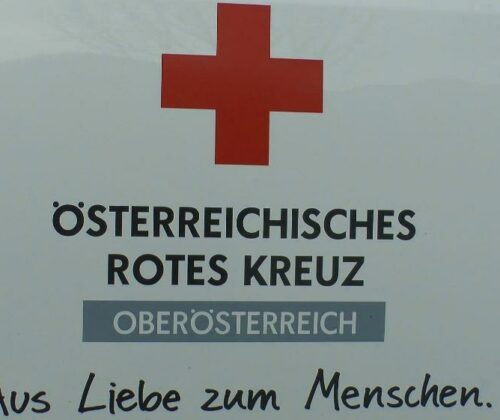 ÖSTERREICHISCHES
ROTES KREUZ
OBERÖSTERREICH
Aus Liebe zum Menschen.